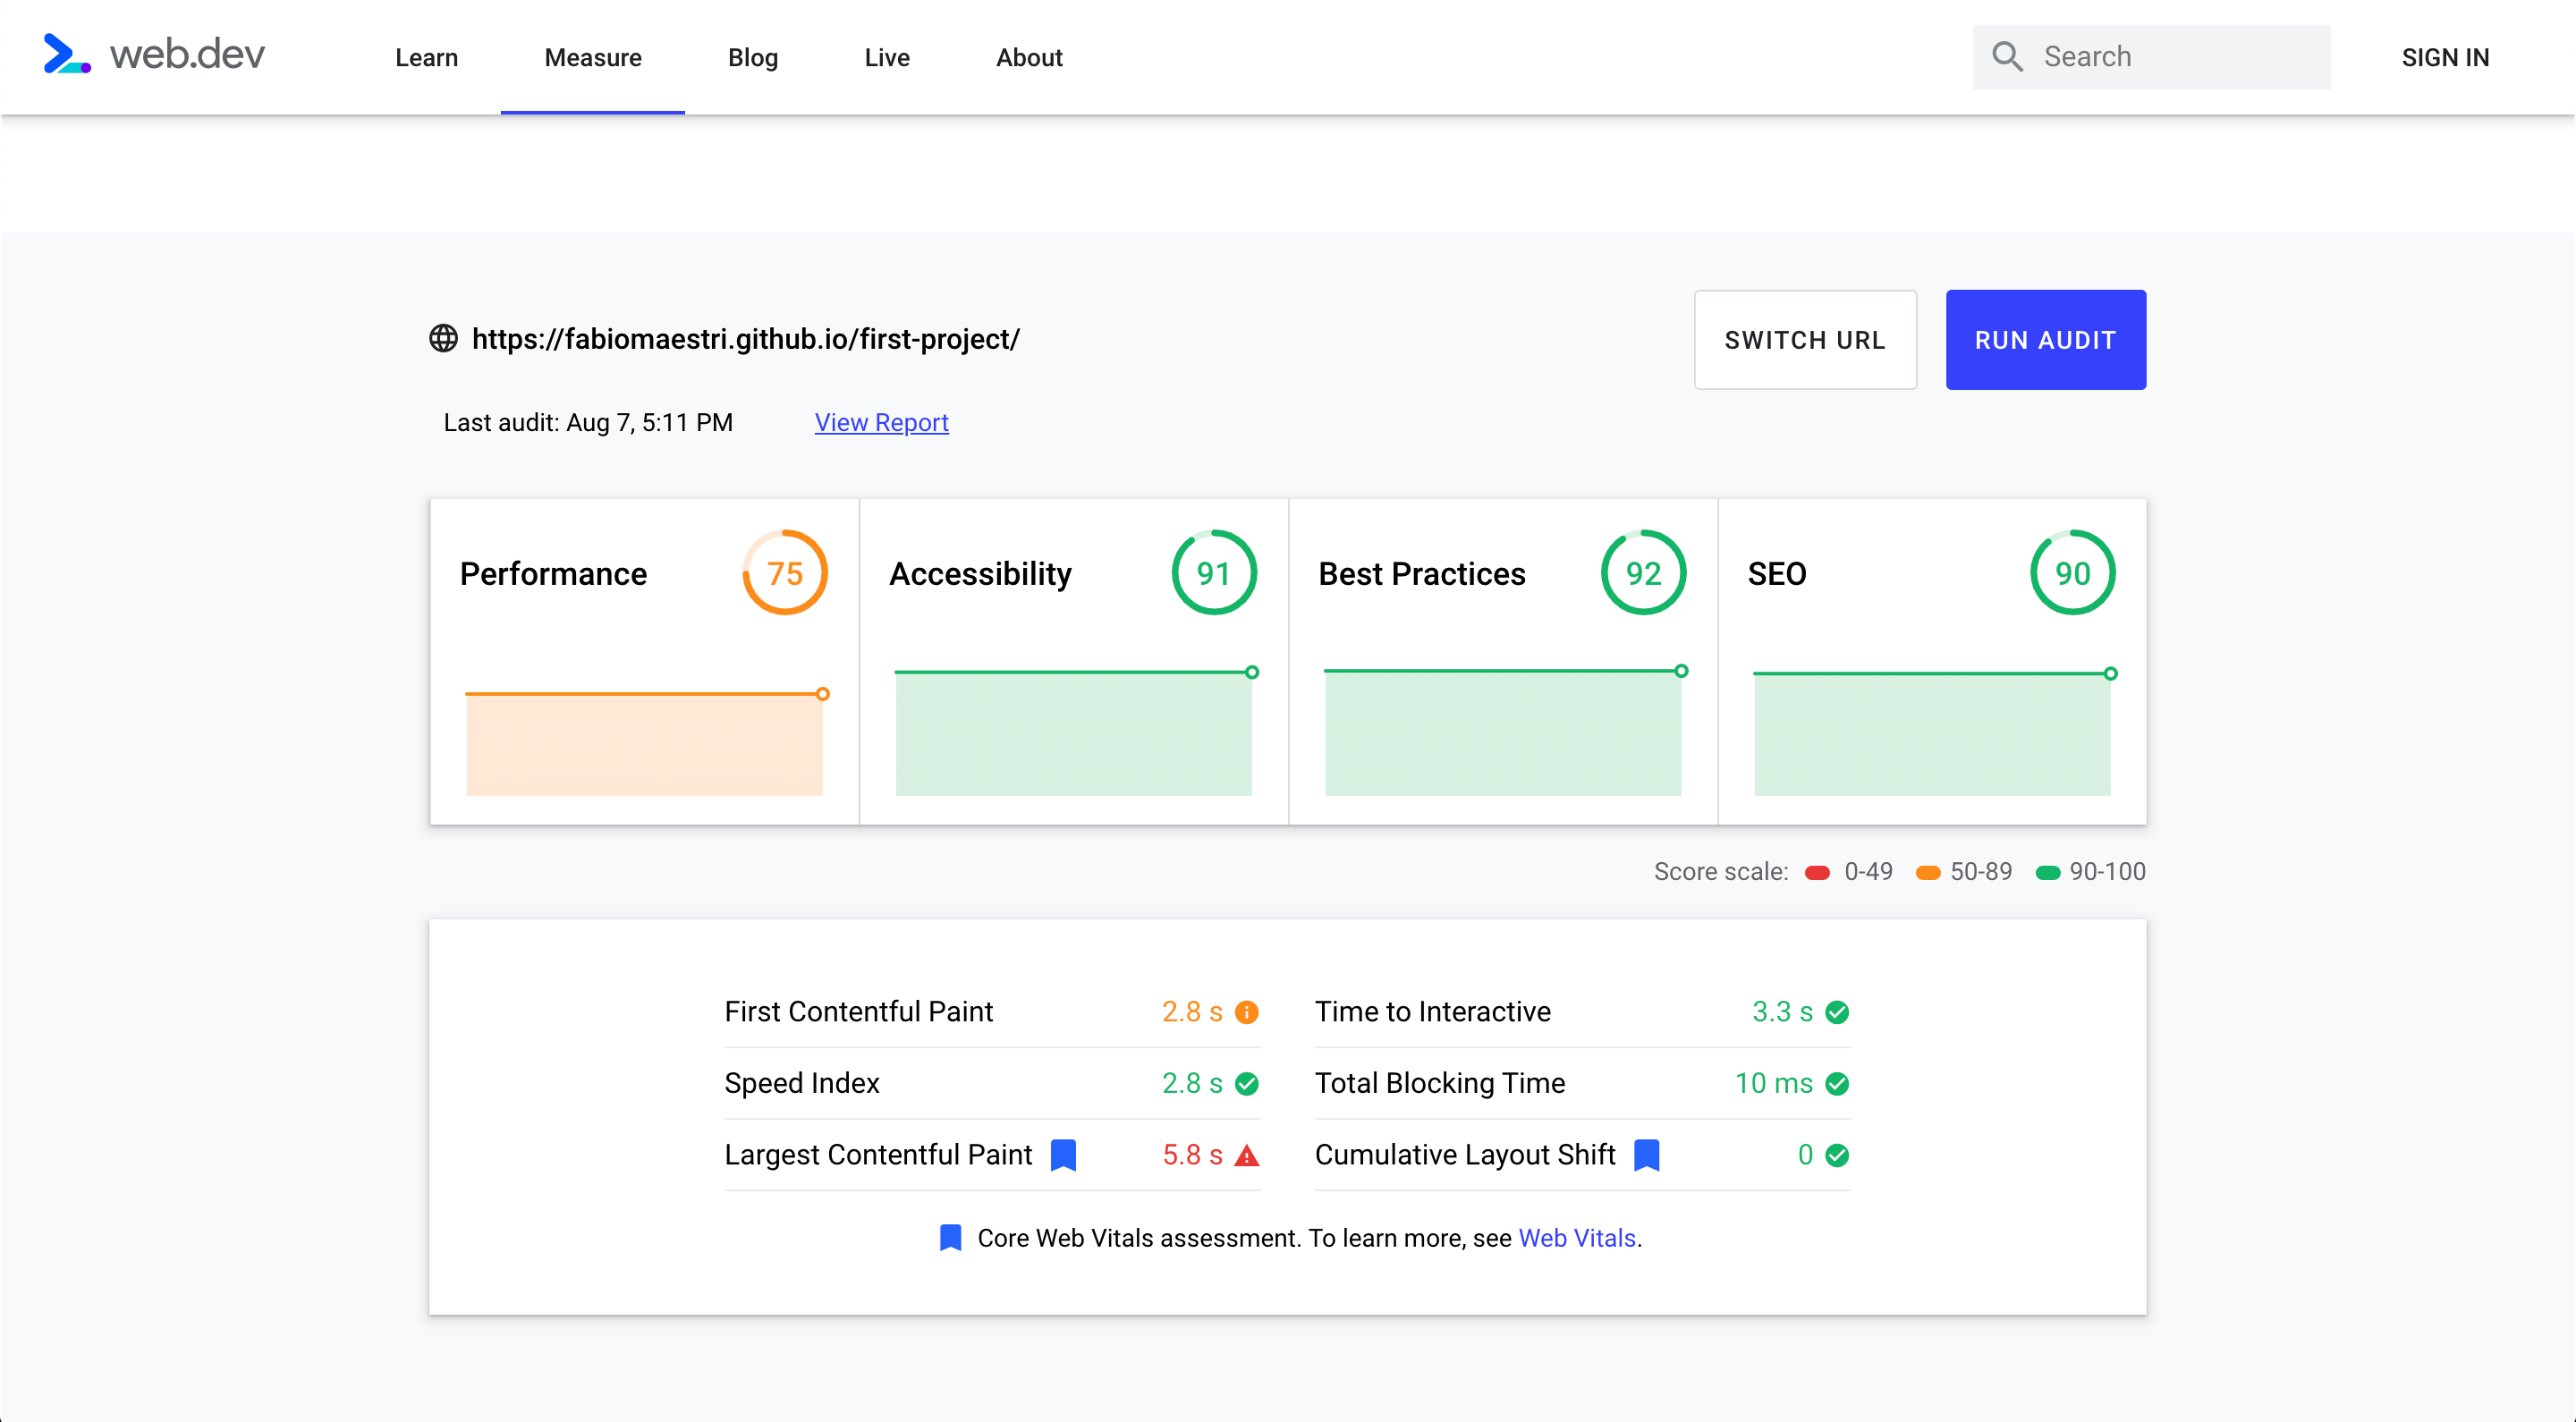 web.dev Learn Measure Blog Live About Search SIGN IN
https://fabiomaestri.github.io/first-project/ SWITCH URL RUN AUDIT
Last audit: Aug 7, 5:11 PM View Report
Performance 75 Accessibility 91 Best Practices 92 SEO 90
Score scale: 0-49 50-89 90-100
First Contentful Paint 2.8 s Time to Interactive 3.3 s
Speed Index 2.8 s Total Blocking Time 10 ms
Largest Contentful Paint 5.8 s Cumulative Layout Shift 0
Core Web Vitals assessment. To learn more, see Web Vitals.